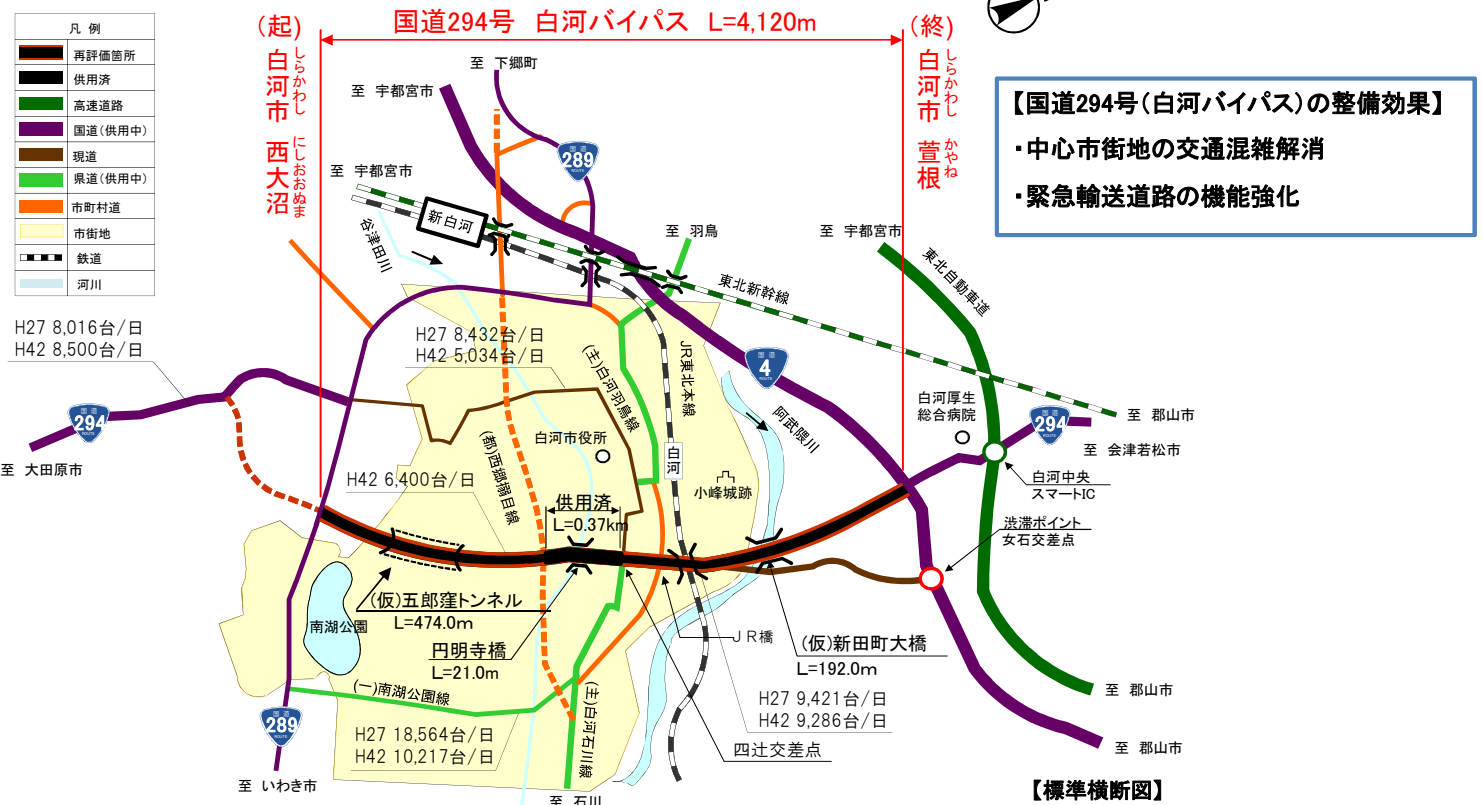 国道294号 白河バイパス L=4,120m
(起)
白河市 西大沼
しらかわし にしおおぬま
(終)
白河市 萱根
しらかわし かやね
凡 例
再評価箇所
供用済
高速道路
国道(供用中)
現道
県道(供用中)
市町村道
市街地
鉄道
河川
【国道294号(白河バイパス)の整備効果】
・中心市街地の交通混雑解消
・緊急輸送道路の機能強化
至 下郷町
至 宇都宮市
国道
289
ROUTE
至 宇都宮市
新白河
谷津田川
至 羽鳥
至 宇都宮市
東北自動車道
東北新幹線
H27 8,016台/日
H42 8,500台/日
H27 8,432台/日
H42 5,034台/日
(主)白河羽鳥線
JR東北本線
国道
4
ROUTE
阿武隈川
白河厚生
総合病院
至 郡山市
国道
294
ROUTE
至 会津若松市
国道
294
ROUTE
至 大田原市
(都)西郷搦目線
白河市役所
白河
小峰城跡
白河中央
スマートIC
H42 6,400台/日
供用済
L=0.37km
渋滞ポイント
女石交差点
(仮)五郎窪トンネル
L=474.0m
南湖公園
円明寺橋
L=21.0m
JR橋
(仮)新田町大橋
L=192.0m
(一)南湖公園線
(主)白河石川線
H27 9,421台/日
H42 9,286台/日
国道
289
ROUTE
H27 18,564台/日
H42 10,217台/日
四辻交差点
至 郡山市
至 郡山市
至 いわき市
至 石川
【標準横断図】